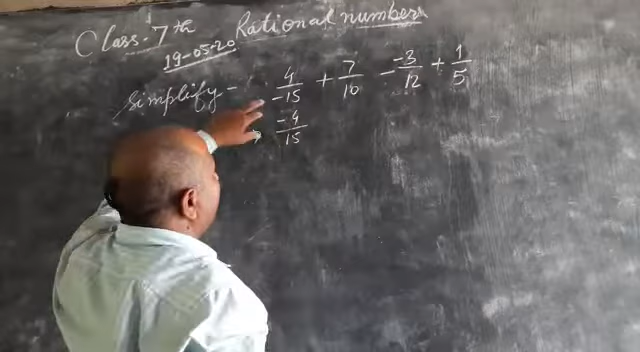 Class-7th Rational numbers
19-05-20
Simplify - 4/-15 + 7/10 - -3/12 + 1/5
-4/15